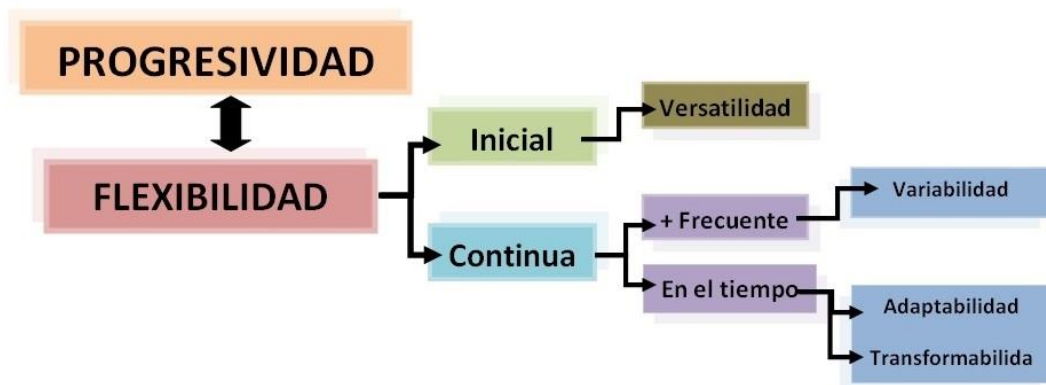 PROGRESIVIDAD
FLEXIBILIDAD
Inicial
Versatilidad
Continua
+ Frecuente
Variabilidad
En el tiempo
Adaptabilidad
Transformabilida